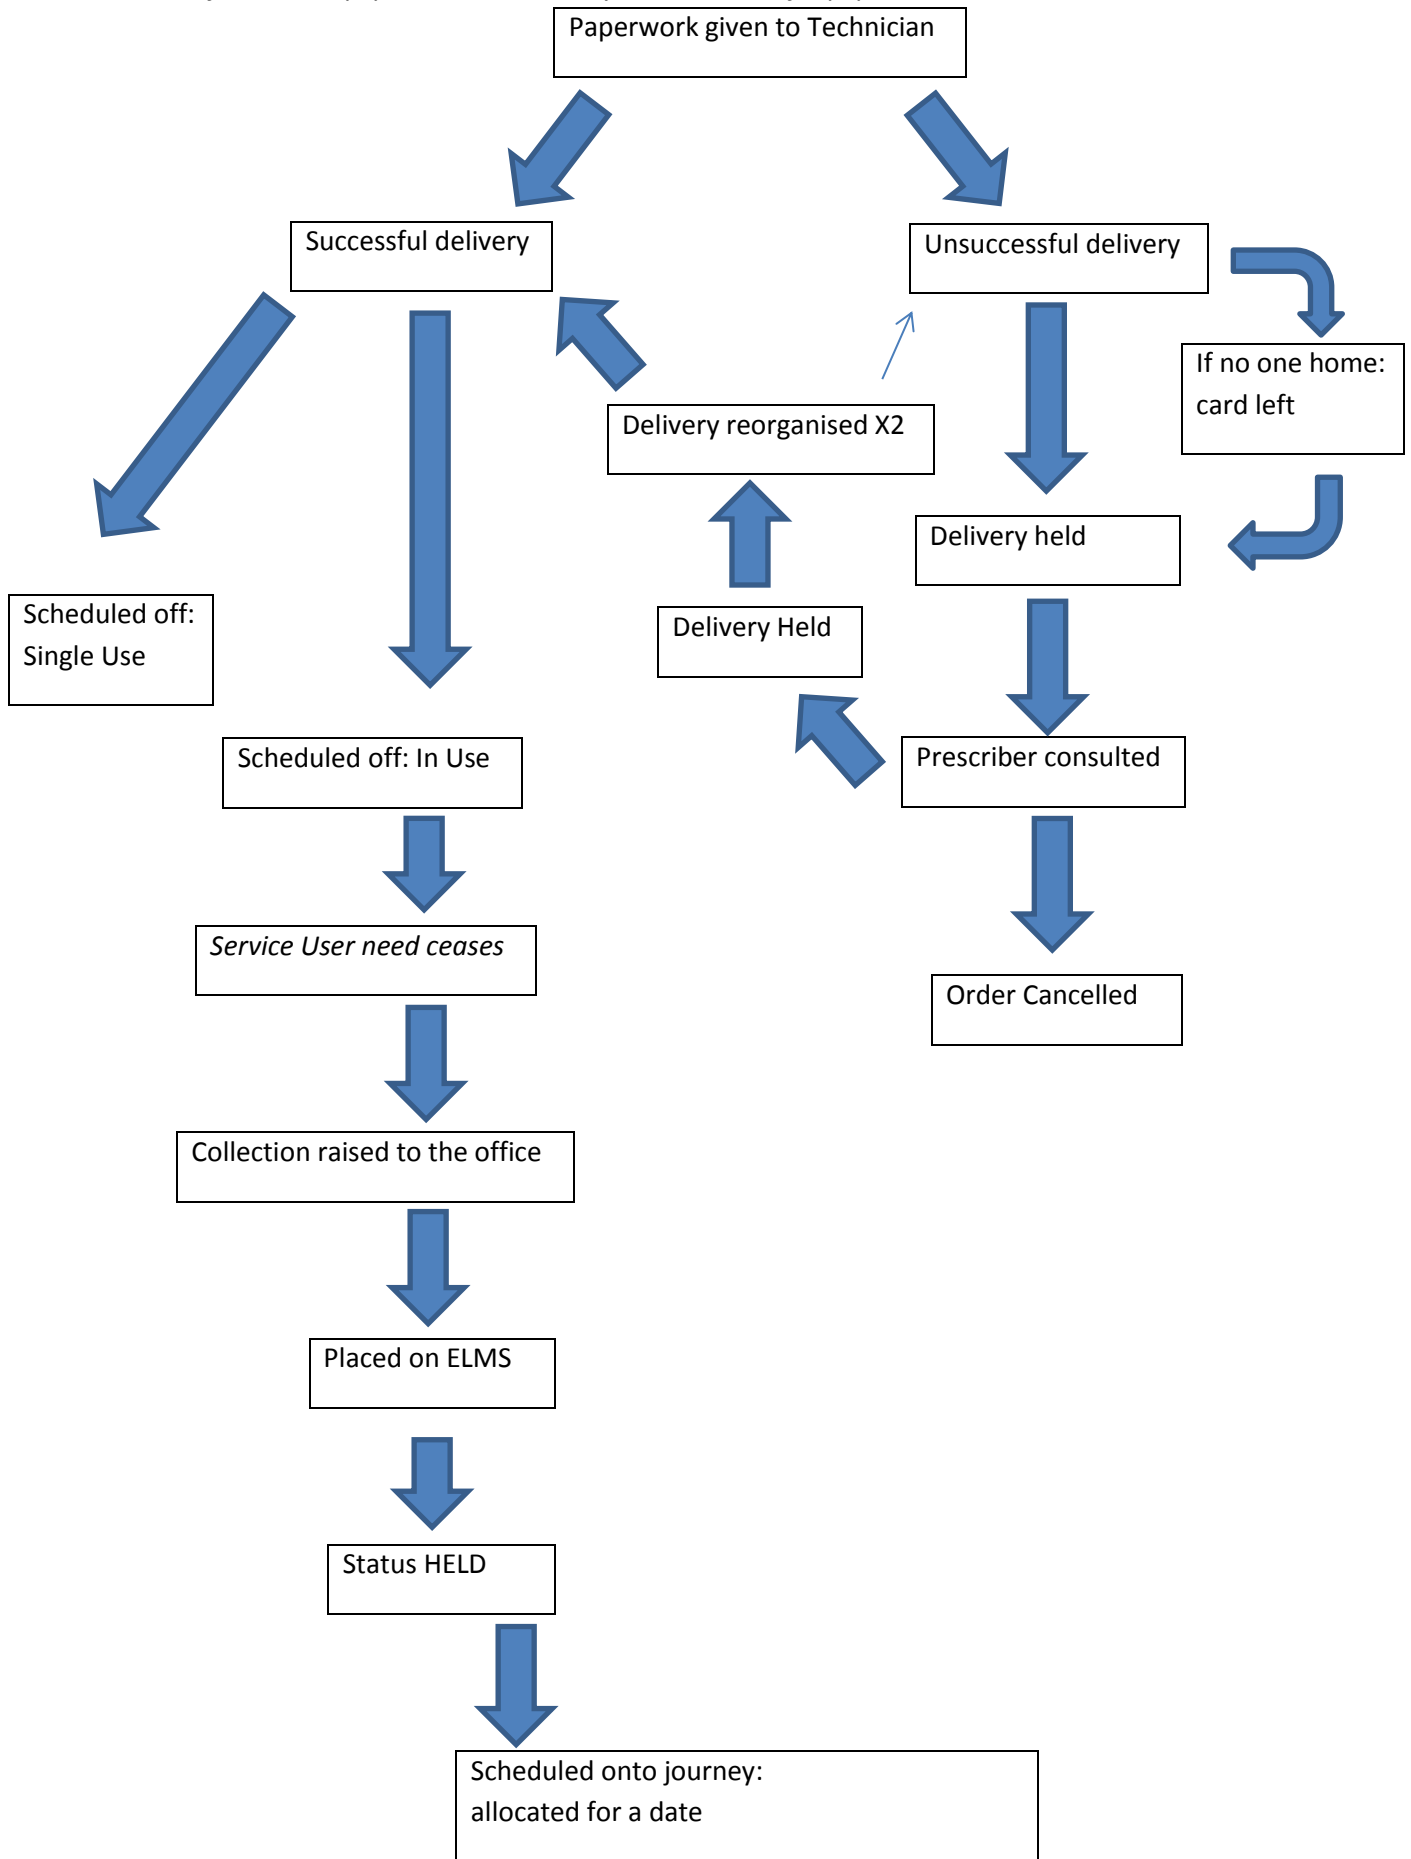 Paperwork given to Technician
Successful delivery
Unsuccessful delivery
If no one home:
card left
Delivery reorganised X2
Delivery held
Scheduled off:
Single Use
Delivery Held
Scheduled off: In Use
Prescriber consulted
Service User need ceases
Order Cancelled
Collection raised to the office
Placed on ELMS
Status HELD
Scheduled onto journey:
allocated for a date